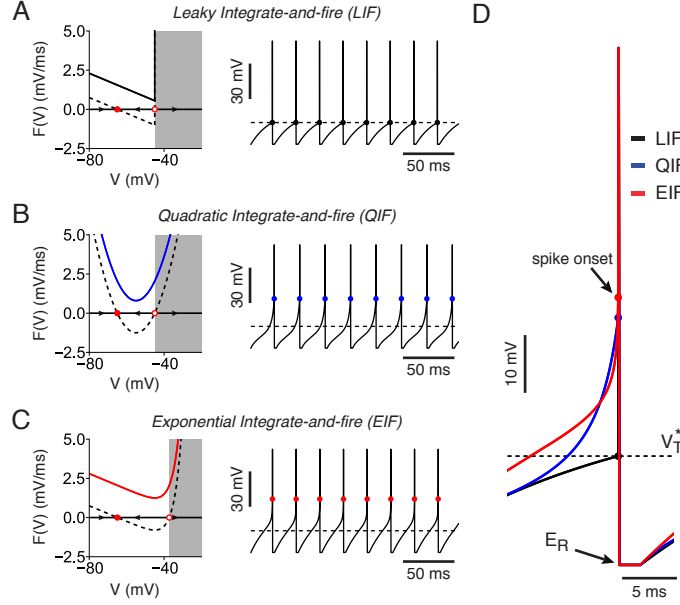 A
Leaky Integrate-and-fire (LIF)
F(V) (mV/ms)
5.0
2.5
0.0
−2.5
−80
−40
V (mV)
30 mV
50 ms
B
Quadratic Integrate-and-fire (QIF)
F(V) (mV/ms)
5.0
2.5
0.0
−2.5
−80
−40
V (mV)
30 mV
50 ms
C
Exponential Integrate-and-fire (EIF)
F(V) (mV/ms)
5.0
2.5
0.0
−2.5
−80
−40
V (mV)
30 mV
50 ms
D
LIF
QIF
EIF
spike onset
10 mV
V_T^*
E_R
5 ms